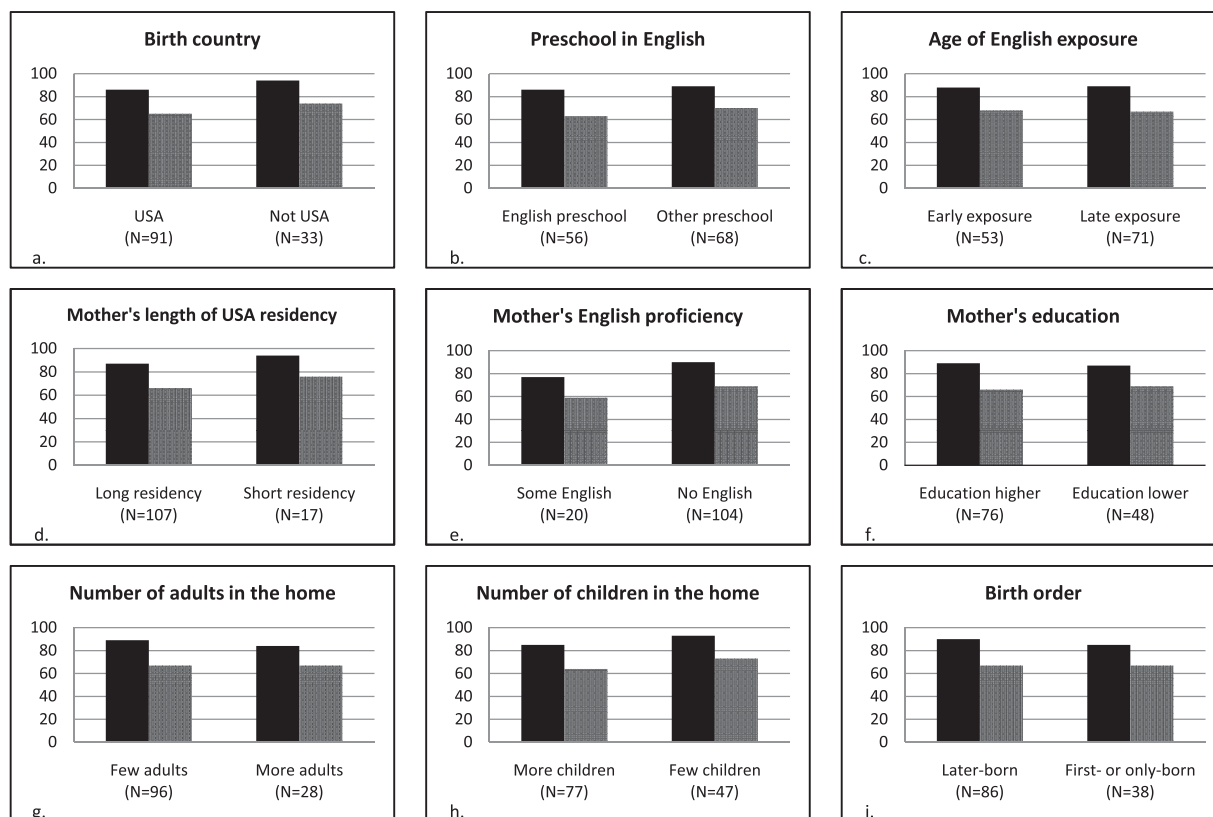 Birth country
100
80
60
40
20
0
USA Not USA
(N=91) (N=33)
a.
Preschool in English
100
80
60
40
20
0
English preschool Other preschool
(N=56) (N=68)
b.
Age of English exposure
100
80
60
40
20
0
Early exposure Late exposure
(N=53) (N=71)
c.
Mother's length of USA residency
100
80
60
40
20
0
Long residency Short residency
(N=107) (N=17)
d.
Mother's English proficiency
100
80
60
40
20
0
Some English No English
(N=20) (N=104)
e.
Mother's education
100
80
60
40
20
0
Education higher Education lower
(N=76) (N=48)
f.
Number of adults in the home
100
80
60
40
20
0
Few adults More adults
(N=96) (N=28)
g.
Number of children in the home
100
80
60
40
20
0
More children Few children
(N=77) (N=47)
h.
Birth order
100
80
60
40
20
0
Later-born First- or only-born
(N=86) (N=38)
i.